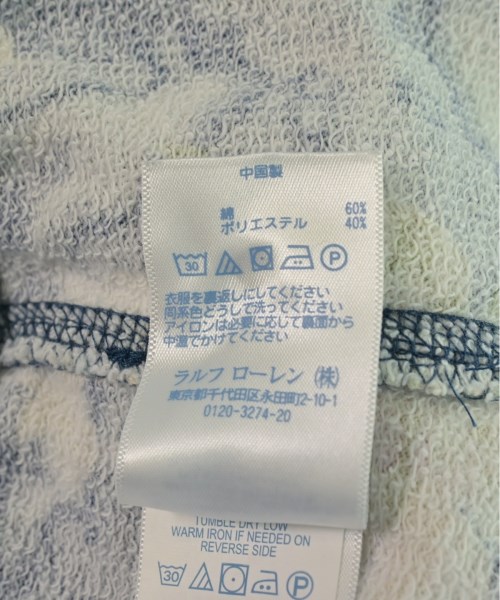 中国製
綿 60%
ポリエステル 40%
30 P
衣服を裏返しにしてください
同系色どうしで洗ってください
アイロンは必要に応じて裏面から
中温でかけてください
ラルフ ローレン (株)
東京都千代田区永田町2-10-1
0120-3274-20
TUMBLE DRY LOW
WARM IRON IF NEEDED ON
REVERSE SIDE
30 P